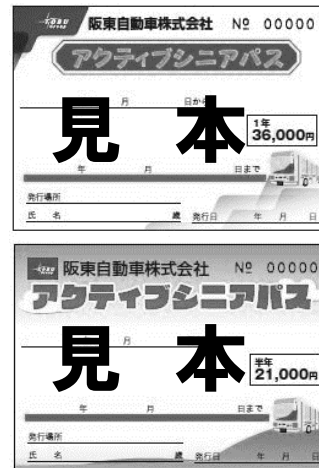 TOBU 阪東自動車株式会社 Nº 00000
アクティブシニアパス
月 日から
見本
1年
36,000円
年 月 日まで
発行場所
氏名 歳 発行日 年 月 日
TOBU 阪東自動車株式会社 Nº 00000
アクティブシニアパス
月
見本
半年
21,000円
年 月 日まで
発行場所
氏名 歳 発行日 年 月 日